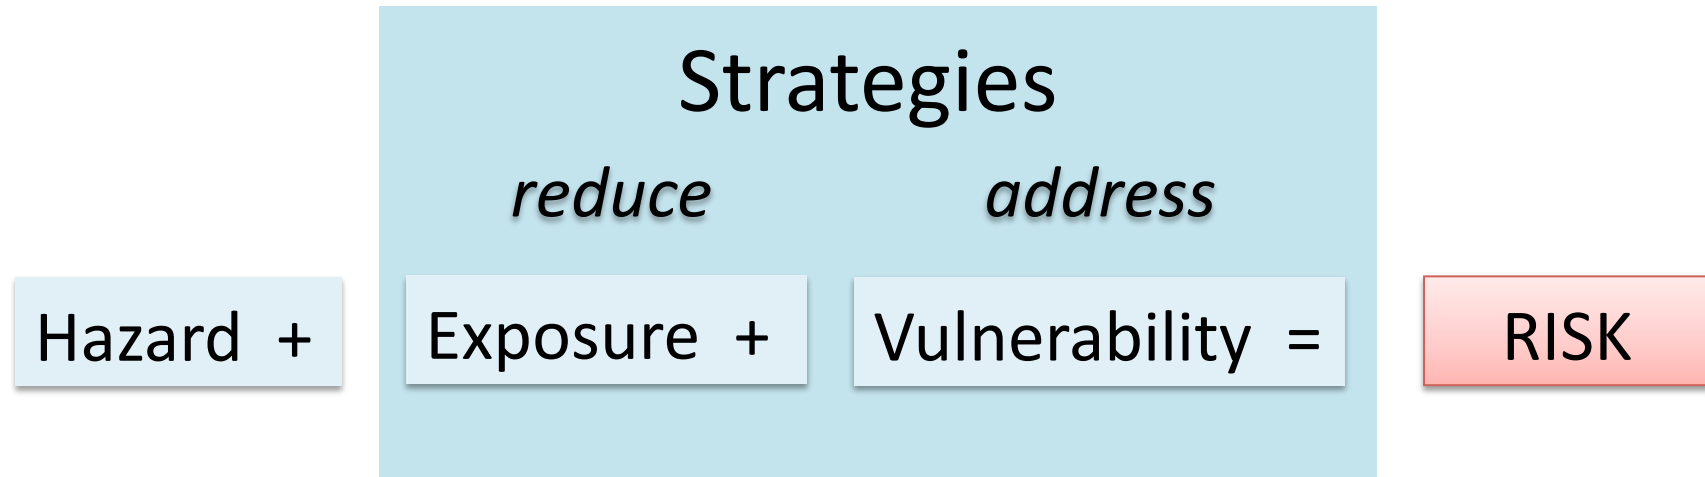 Strategies
reduce address
Hazard + Exposure + Vulnerability = RISK